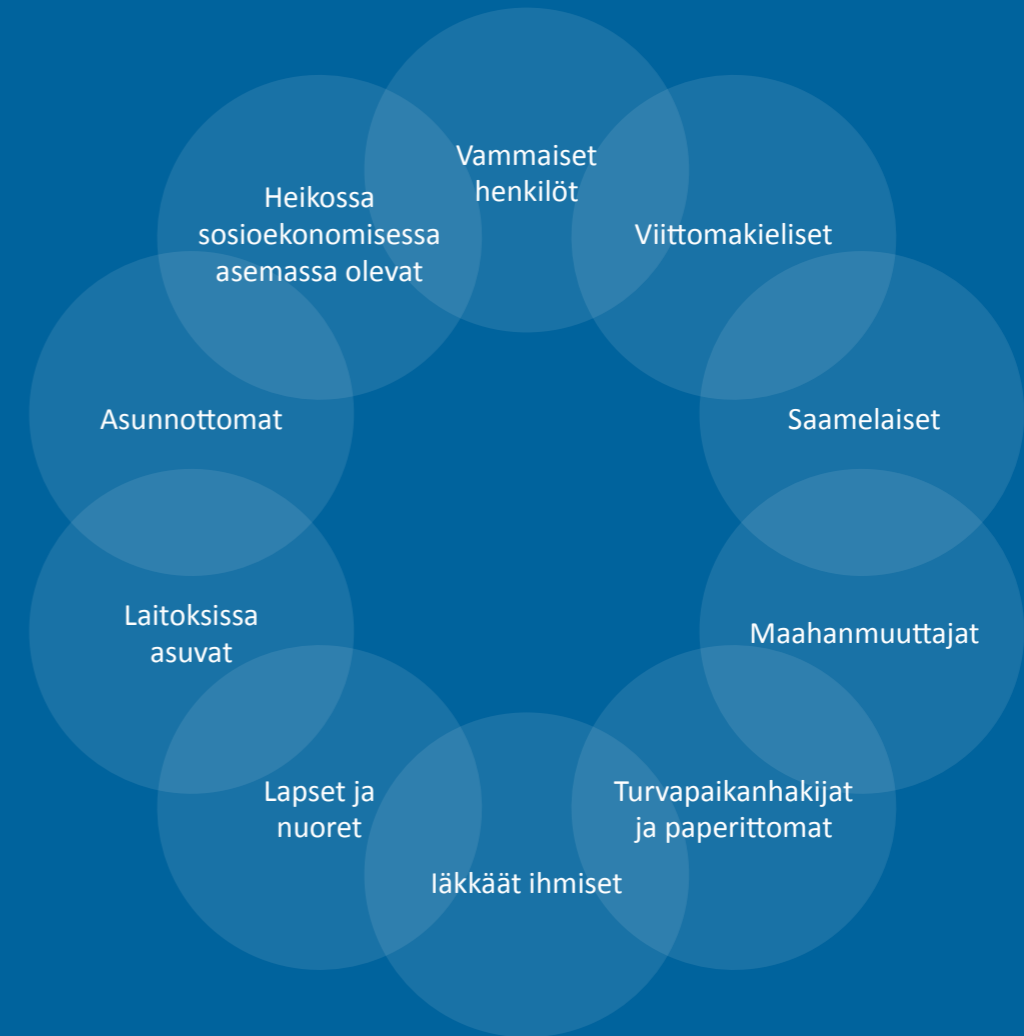 Vammaiset
henkilöt
Heikossa
sosioekonomisessa
asemassa olevat
Viittomakieliset
Asunnottomat
Saamelaiset
Laitoksissa
asuvat
Maahanmuuttajat
Lapset ja
nuoret
Turvapaikanhakijat
ja paperittomat
Iäkkäät ihmiset